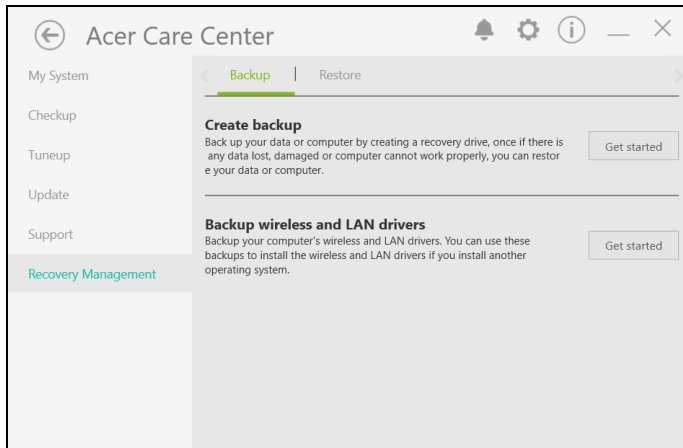 Acer Care Center
My System
Checkup
Tuneup
Update
Support
Recovery Management
Backup | Restore
Create backup
Back up your data or computer by creating a recovery drive, once if there is
any data lost, damaged or computer cannot work properly, you can restor
e your data or computer.
Get started
Backup wireless and LAN drivers
Backup your computer's wireless and LAN drivers. You can use these
backups to install the wireless and LAN drivers if you install another
operating system.
Get started